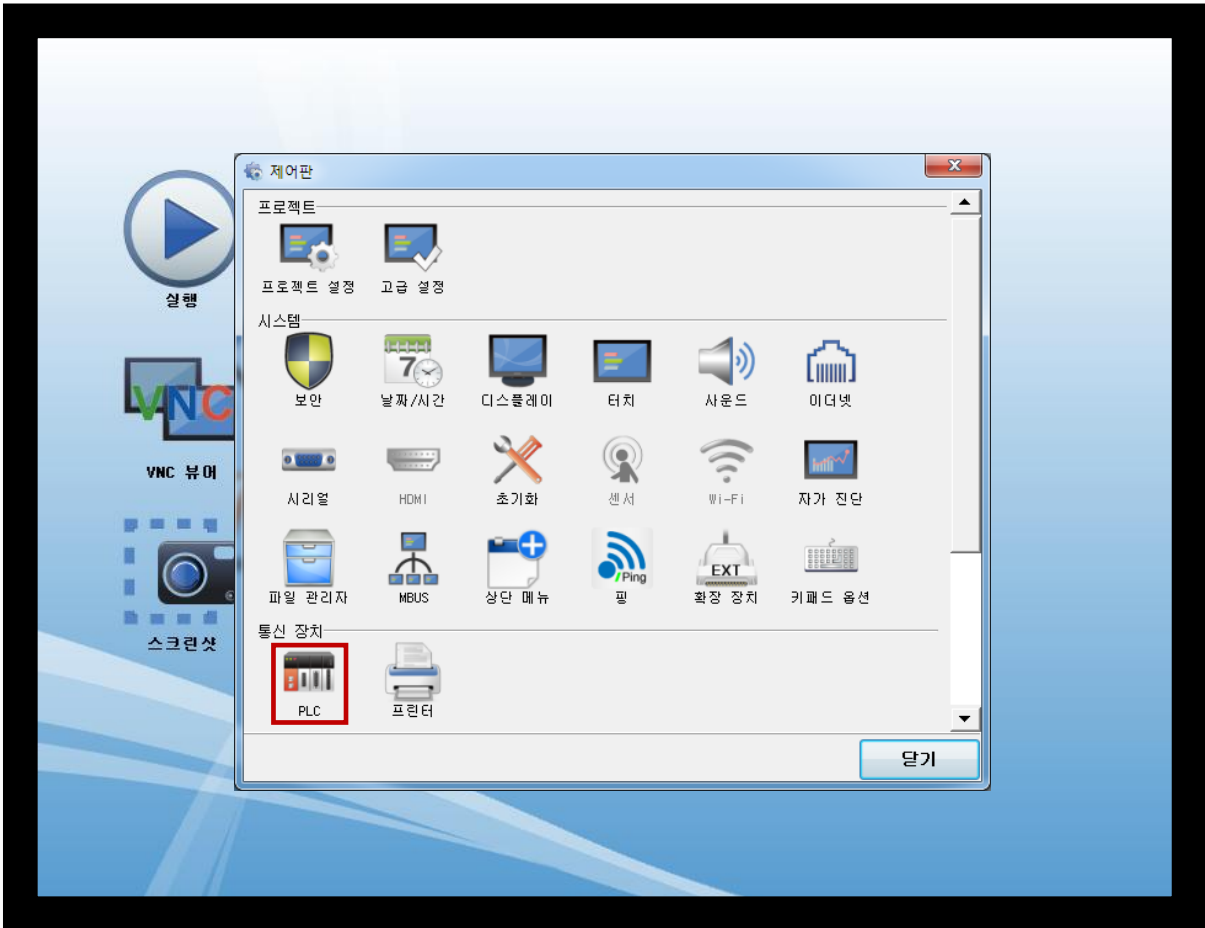 제어판
프로젝트
프로젝트 설정 고급 설정
실행
시스템
7
보안 날짜/시간 디스플레이 터치 사운드 이더넷
VNC
VNC 뷰어
시리얼 HDMI 초기화 센서 Wi-Fi 자가 진단
/Ping EXT
파일 관리자 MBUS 상단 메뉴 핑 확장 장치 키패드 옵션
통신 장치
스크린샷
PLC 프린터
닫기